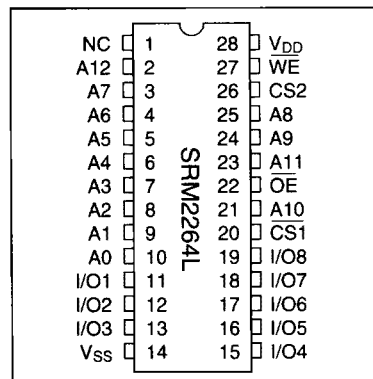 NC 1 28 VDD
A12 2 27 WE
A7 3 26 CS2
A6 4 25 A8
A5 5 24 A9
A4 6 23 A11
A3 7 22 OE
A2 8 21 A10
A1 9 20 CS1
A0 10 19 I/O8
I/O1 11 18 I/O7
I/O2 12 17 I/O6
I/O3 13 16 I/O5
VSS 14 15 I/O4
SRM2264L